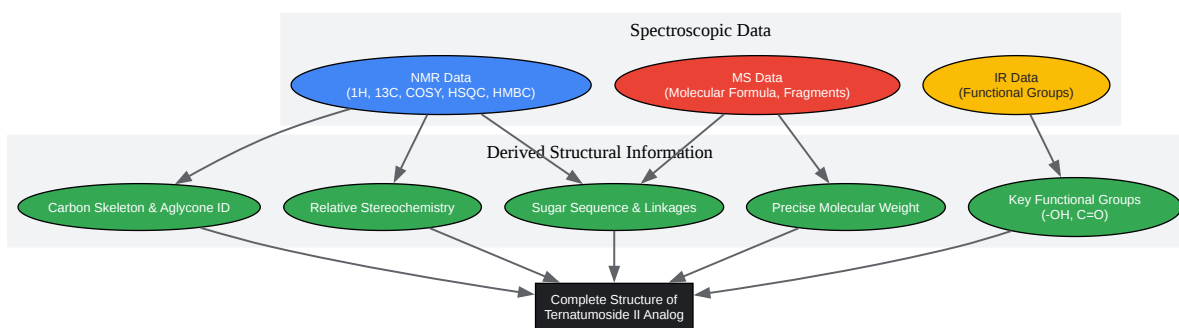 Spectroscopic Data
NMR Data
(1H, 13C, COSY, HSQC, HMBC)
MS Data
(Molecular Formula, Fragments)
IR Data
(Functional Groups)
Derived Structural Information
Carbon Skeleton & Aglycone ID
Relative Stereochemistry
Sugar Sequence & Linkages
Precise Molecular Weight
Key Functional Groups
(-OH, C=O)
Complete Structure of
Ternatumoside II Analog